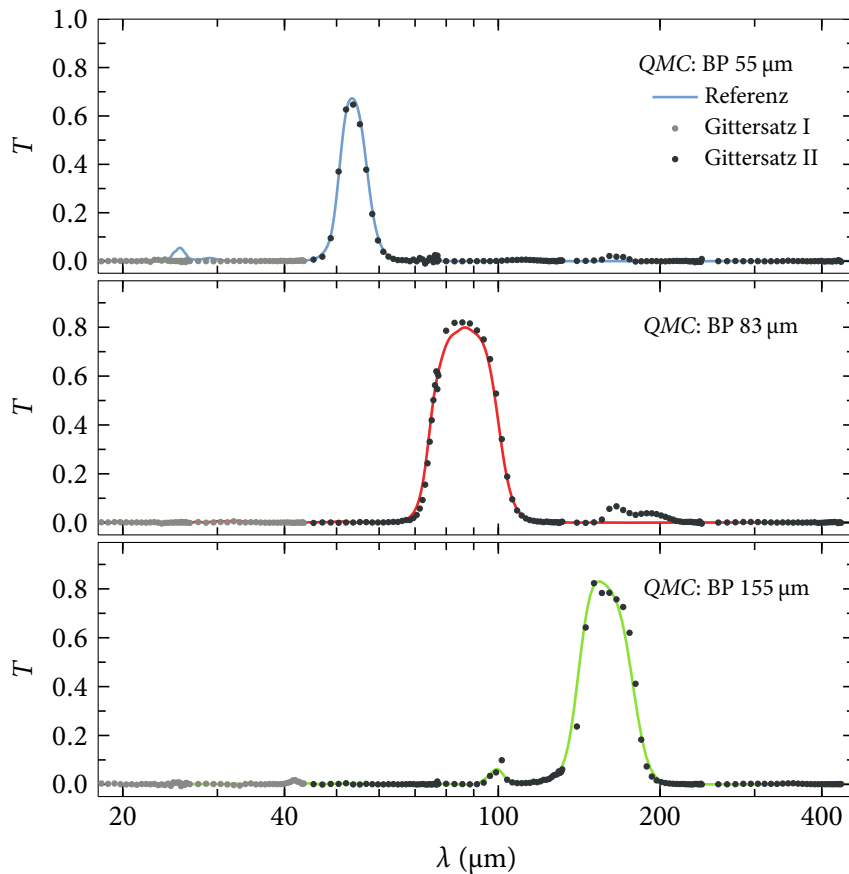 1.0
0.8
0.6
0.4
0.2
0.0
T
QMC: BP 55 µm
Referenz
Gittersatz I
Gittersatz II
0.8
0.6
0.4
0.2
0.0
T
QMC: BP 83 µm
0.8
0.6
0.4
0.2
0.0
T
QMC: BP 155 µm
20 40 100 200 400
λ (µm)